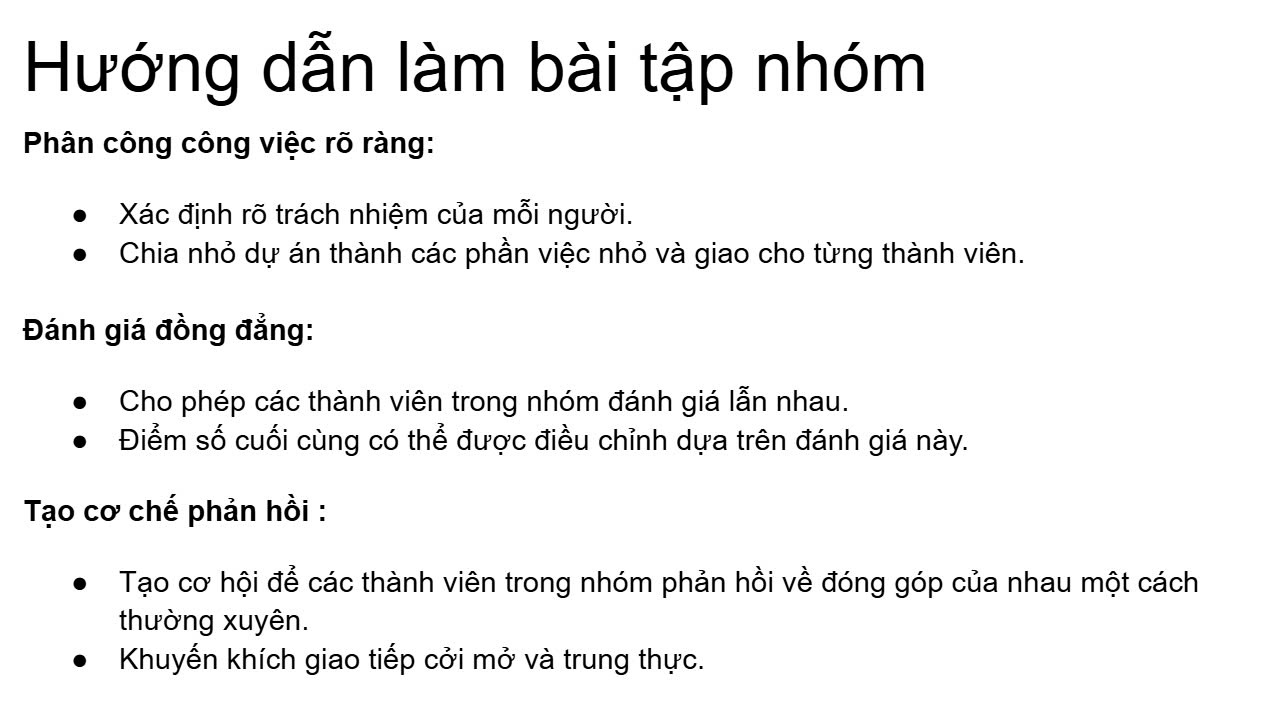 Hướng dẫn làm bài tập nhóm
Phân công công việc rõ ràng:
● Xác định rõ trách nhiệm của mỗi người.
● Chia nhỏ dự án thành các phần việc nhỏ và giao cho từng thành viên.
Đánh giá đồng đẳng:
● Cho phép các thành viên trong nhóm đánh giá lẫn nhau.
● Điểm số cuối cùng có thể được điều chỉnh dựa trên đánh giá này.
Tạo cơ chế phản hồi :
● Tạo cơ hội để các thành viên trong nhóm phản hồi về đóng góp của nhau một cách
thường xuyên.
● Khuyến khích giao tiếp cởi mở và trung thực.